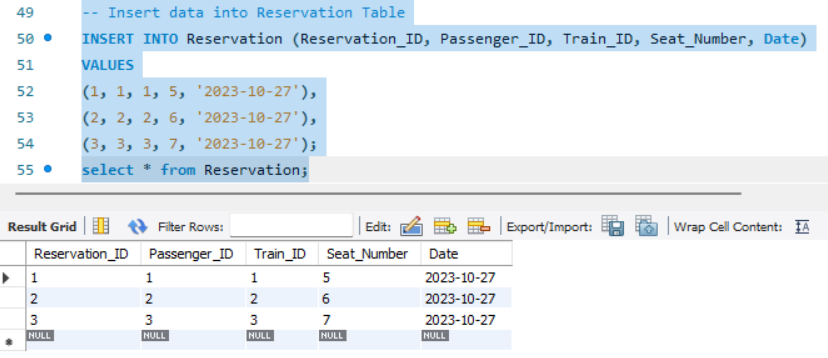 49 -- Insert data into Reservation Table
50 INSERT INTO Reservation (Reservation_ID, Passenger_ID, Train_ID, Seat_Number, Date)
51 VALUES
52 (1, 1, 1, 5, '2023-10-27'),
53 (2, 2, 2, 6, '2023-10-27'),
54 (3, 3, 3, 7, '2023-10-27');
55 select * from Reservation;
Result Grid Filter Rows: Edit: Export/Import: Wrap Cell Content: IA
Reservation_ID Passenger_ID Train_ID Seat_Number Date
1 1 1 5 2023-10-27
2 2 2 6 2023-10-27
3 3 3 7 2023-10-27
NULL NULL NULL NULL NULL